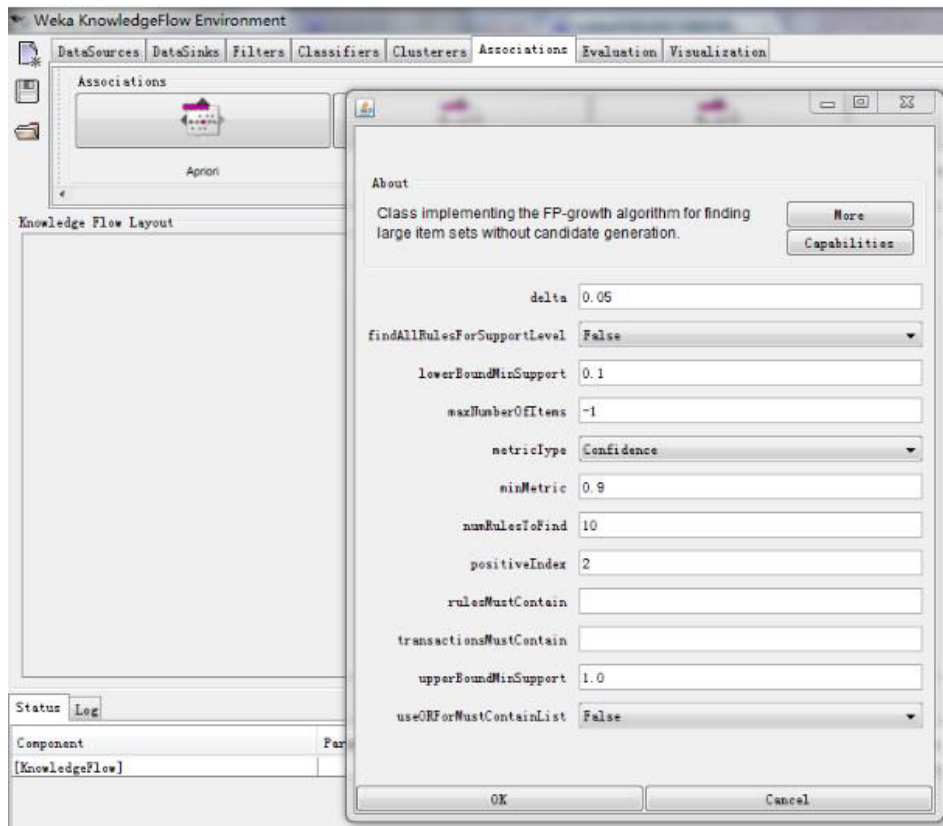 Weka KnowledgeFlow Environment
DataSources DataSinks Filters Classifiers Clusterers Associations Evaluation Visualization
Associations
Apriori
About
Class implementing the FP-growth algorithm for finding
large item sets without candidate generation.
More
Capabilities
Knowledge Flow Layout
delta 0.05
findAllRulesForSupportLevel False
lowerBoundMinSupport 0.1
maxNumberOfItems -1
metricType Confidence
minMetric 0.9
numRulesToFind 10
positiveIndex 2
rulesMustContain
transactionsMustContain
upperBoundMinSupport 1.0
useORForMustContainList False
Status Log
Component Par
[KnowledgeFlow]
OK Cancel